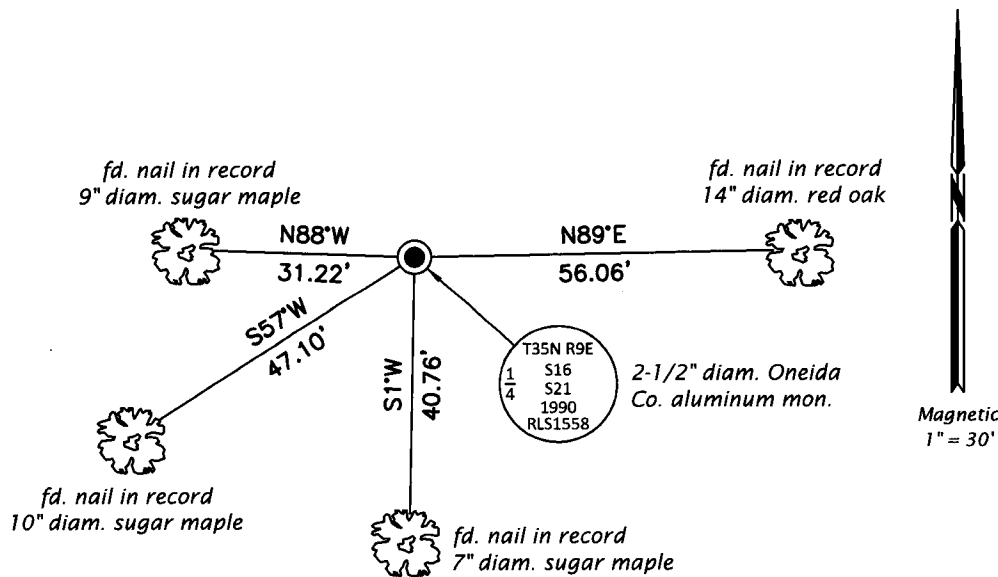 fd. nail in record
9" diam. sugar maple
fd. nail in record
14" diam. red oak
N88°W
31.22'
N89°E
56.06'
N
S57°W
47.10'
S1°W
40.76'
T35N R9E
S16
1/4
S21
1990
RLS1558
2-1/2" diam. Oneida
Co. aluminum mon.
Magnetic
1" = 30'
fd. nail in record
10" diam. sugar maple
fd. nail in record
7" diam. sugar maple